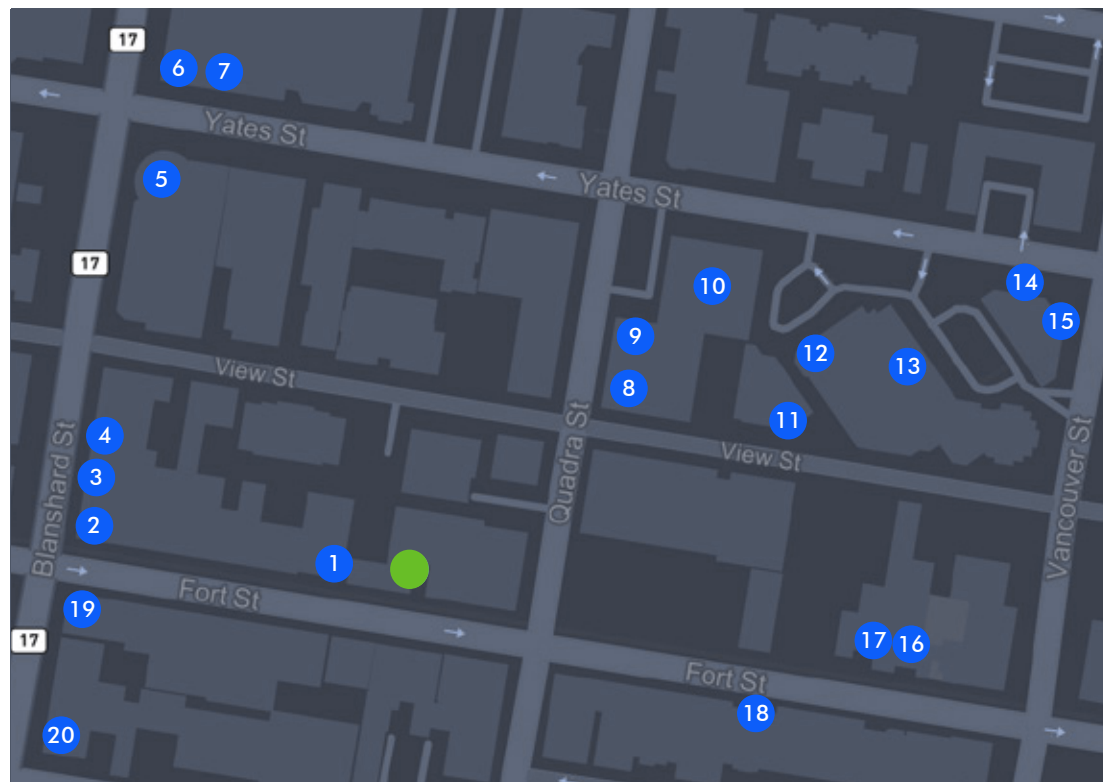 17
6
7
Yates St
5
Yates St
17
10
14
15
9
12
13
View St
8
11
4
Blanshard St
3
Quadra St
View St
Vancouver St
2
1
Fort St
19
17
17
16
Fort St
18
20